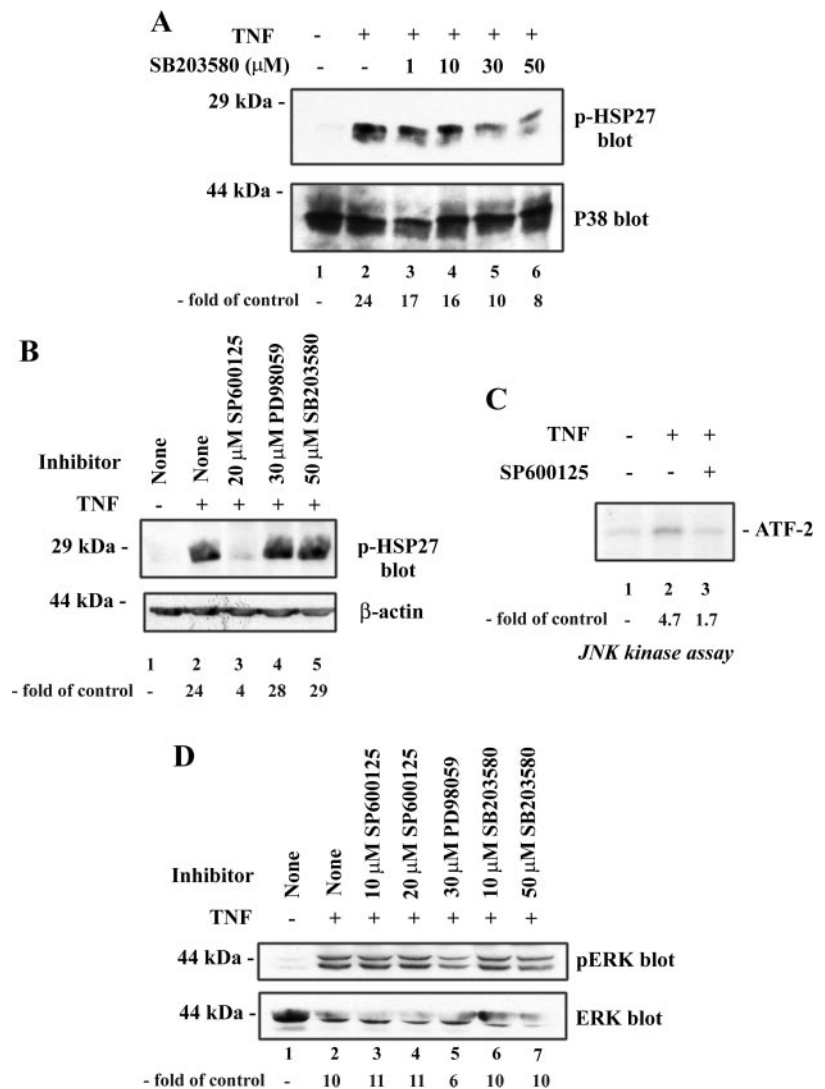 A
TNF - + + + + +
SB203580 (μM) - - 1 10 30 50
29 kDa -
p-HSP27
blot
44 kDa -
P38 blot
1 2 3 4 5 6
- fold of control - 24 17 16 10 8
B
Inhibitor None None 20 μM SP600125 30 μM PD98059 50 μM SB203580
TNF - + + + +
29 kDa -
p-HSP27
blot
44 kDa -
β-actin
1 2 3 4 5
- fold of control - 24 4 28 29
C
TNF - + +
SP600125 - - +
- ATF-2
1 2 3
- fold of control - 4.7 1.7
JNK kinase assay
D
Inhibitor None None 10 μM SP600125 20 μM SP600125 30 μM PD98059 10 μM SB203580 50 μM SB203580
TNF - + + + + + +
44 kDa -
pERK blot
44 kDa -
ERK blot
1 2 3 4 5 6 7
- fold of control - 10 11 11 6 10 10